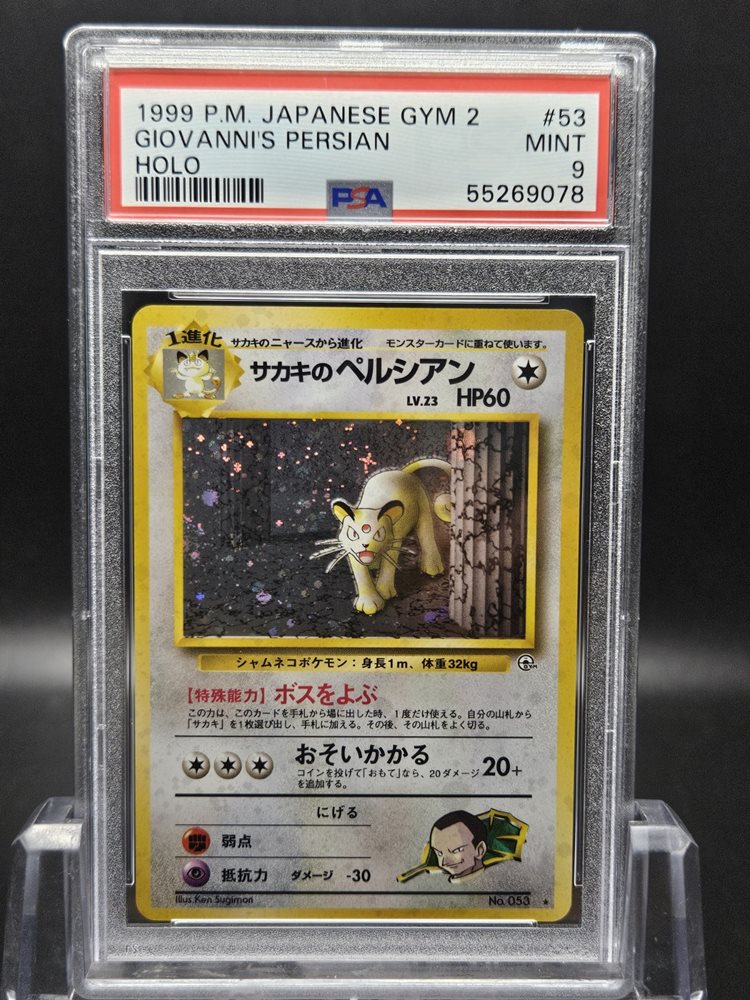 1999 P.M. JAPANESE GYM 2 #53
GIOVANNI'S PERSIAN MINT
HOLO 9
PSA 55269078
1進化 サカキのニャースから進化 モンスターカードに重ねて使います。
サカキのペルシアン
LV.23 HP60
シャムネコポケモン：身長1m、体重32kg
GYM
【特殊能力】ボスをよぶ
この力は、このカードを手札から場に出した時、1度だけ使える。自分の山札から
「サカキ」を1枚選び出し、手札に加える。その後、その山札をよく切る。
おそいかかる 20+
コインを投げて「おもて」なら、20ダメージ
を追加する。
にげる
弱点
抵抗力 ダメージ -30
Illus. Ken Sugimori No. 053 ★